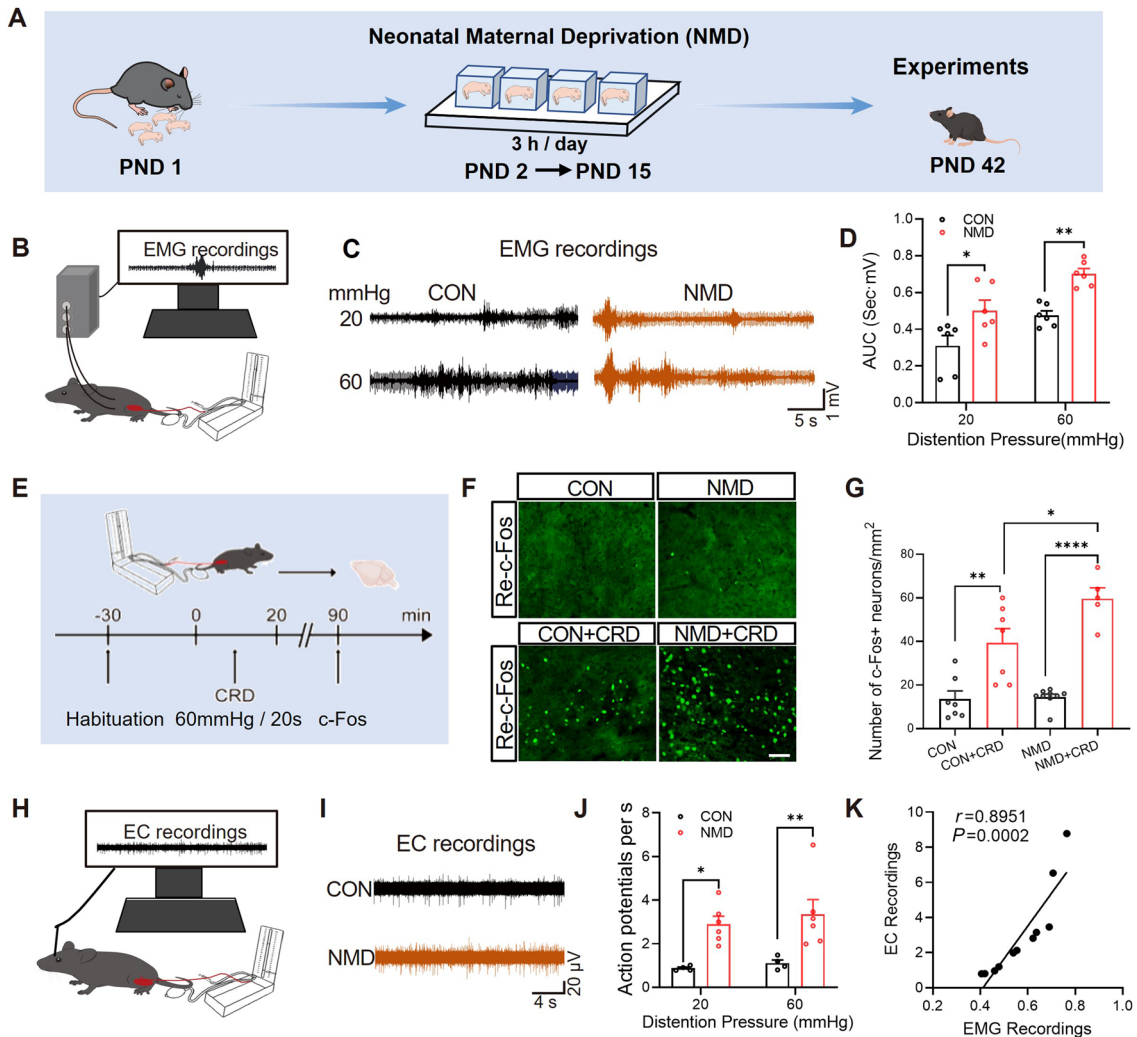 A
Neonatal Maternal Deprivation (NMD)
Experiments
3 h / day
PND 1
PND 2
PND 15
PND 42
B
EMG recordings
C
EMG recordings
mmHg
CON
NMD
20
60
5 s
1 mV
D
CON
NMD
*
**
AUC (Sec·mV)
1.0
0.8
0.6
0.4
0.2
0.0
20
60
Distention Pressure(mmHg)
E
-30
0
20
90
min
CRD
Habituation
60mmHg / 20s
c-Fos
F
CON
NMD
Re-c-Fos
CON+CRD
NMD+CRD
Re-c-Fos
G
*
**
****
Number of c-Fos+ neurons/mm²
80
60
40
20
0
CON
CON+CRD
NMD
NMD+CRD
H
EC recordings
I
EC recordings
CON
NMD
20 μV
4 s
J
CON
NMD
*
**
Action potentials per s
8
6
4
2
0
20
60
Distention Pressure (mmHg)
K
r=0.8951
P=0.0002
EC Recordings
10
8
6
4
2
0
0.2
0.4
0.6
0.8
1.0
EMG Recordings